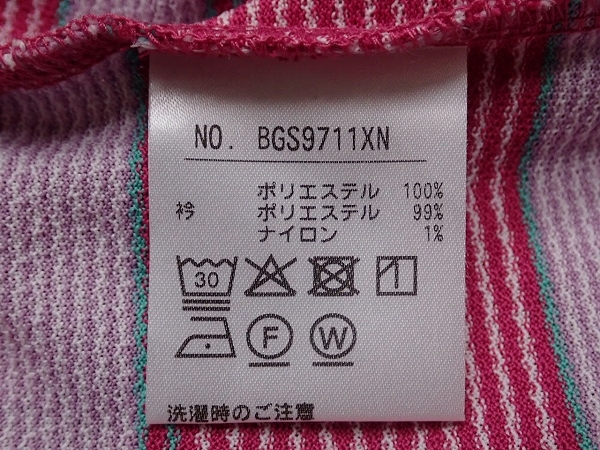 NO. BGS9711XN
ポリエステル 100%
衿 ポリエステル 99%
ナイロン 1%
30
F W
洗濯時のご注意